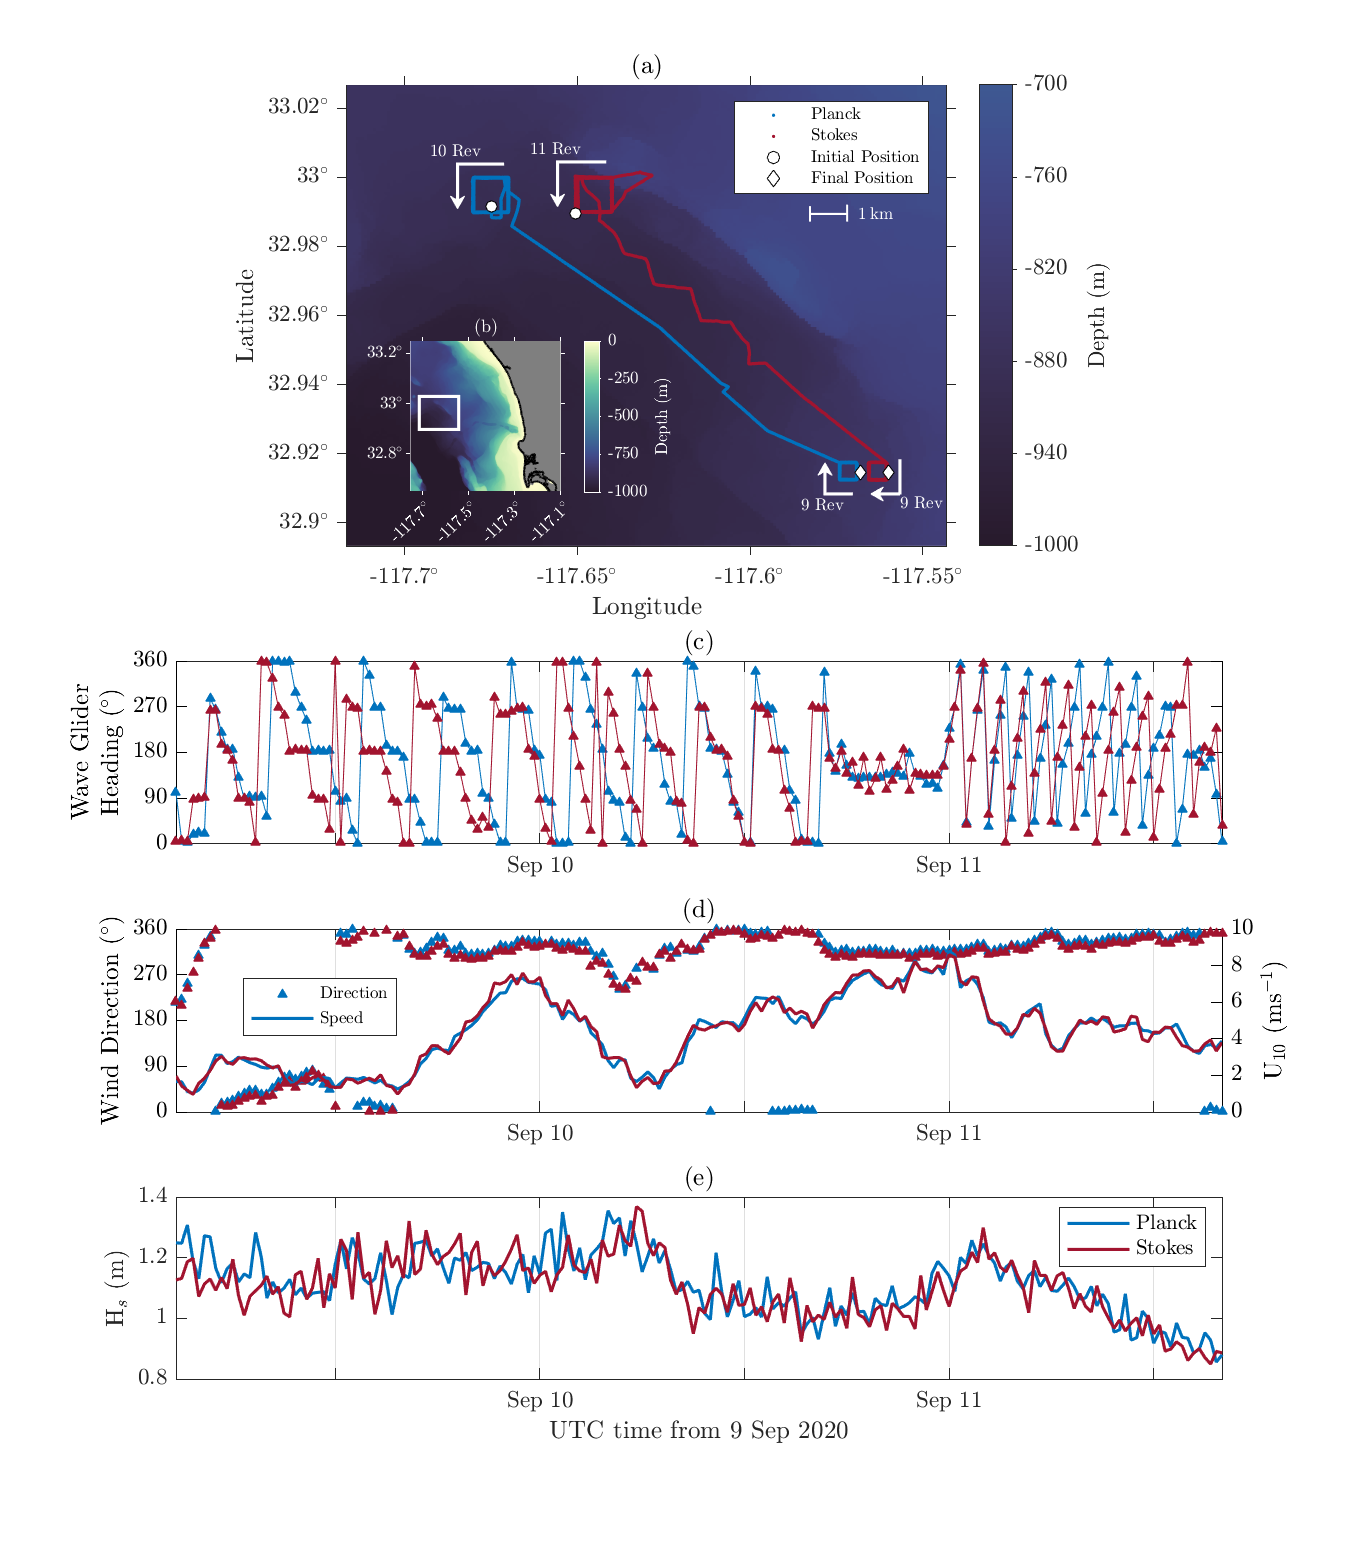 (a)
33.02°
33°
32.98°
32.96°
32.94°
32.92°
32.9°
Latitude
-117.7°
-117.65°
-117.6°
-117.55°
Longitude
10 Rev
11 Rev
9 Rev
9 Rev
Planck
Stokes
Initial Position
Final Position
1 km
-700
-760
-820
-880
-940
-1000
Depth (m)
(b)
33.2°
33°
32.8°
-117.7°
-117.5°
-117.3°
-117.1°
0
-250
-500
-750
-1000
Depth (m)
(c)
Wave Glider
Heading (°)
360
270
180
90
0
Sep 10
Sep 11
(d)
Wind Direction (°)
360
270
180
90
0
Direction
Speed
10
8
6
4
2
0
U10 (ms−1)
Sep 10
Sep 11
(e)
Hs (m)
1.4
1.2
1
0.8
Planck
Stokes
Sep 10
Sep 11
UTC time from 9 Sep 2020